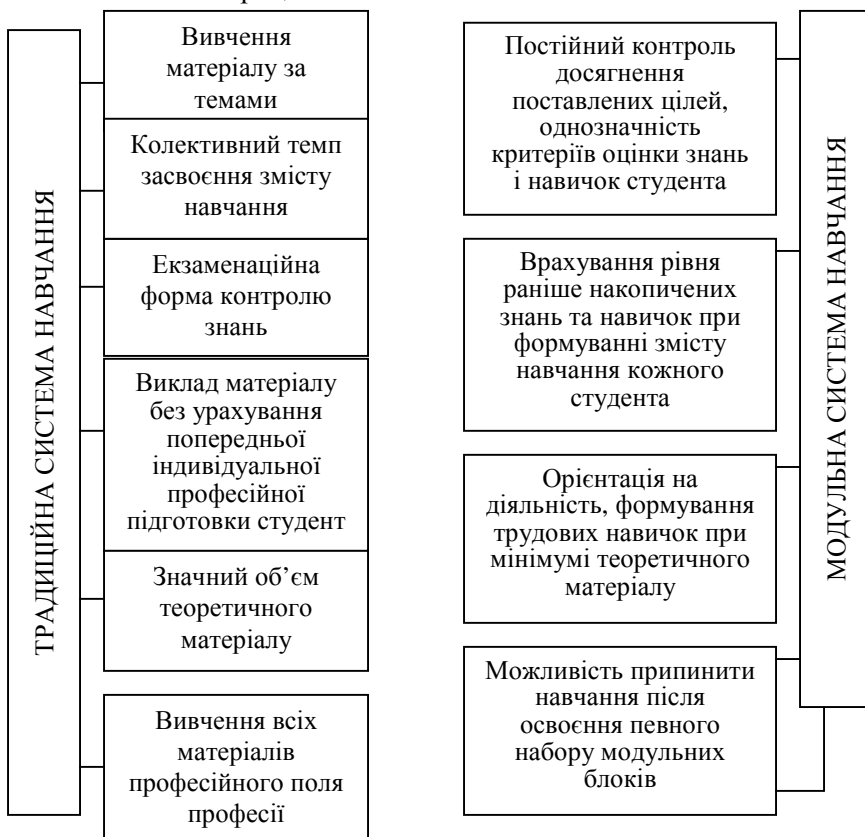 ТРАДИЦІЙНА СИСТЕМА НАВЧАННЯ
Вивчення
матеріалу за
темами
Колективний темп
засвоєння змісту
навчання
Екзаменаційна
форма контролю
знань
Виклад матеріалу
без урахування
попередньої
індивідуальної
професійної
підготовки студент
Значний об’єм
теоретичного
матеріалу
Вивчення всіх
матеріалів
професійного поля
професії
Постійний контроль
досягнення
поставлених цілей,
однозначність
критеріїв оцінки знань
і навичок студента
Врахування рівня
раніше накопичених
знань та навичок при
формуванні змісту
навчання кожного
студента
Орієнтація на
діяльність, формування
трудових навичок при
мінімумі теоретичного
матеріалу
Можливість припинити
навчання після
освоєння певного
набору модульних
блоків
МОДУЛЬНА СИСТЕМА НАВЧАННЯ